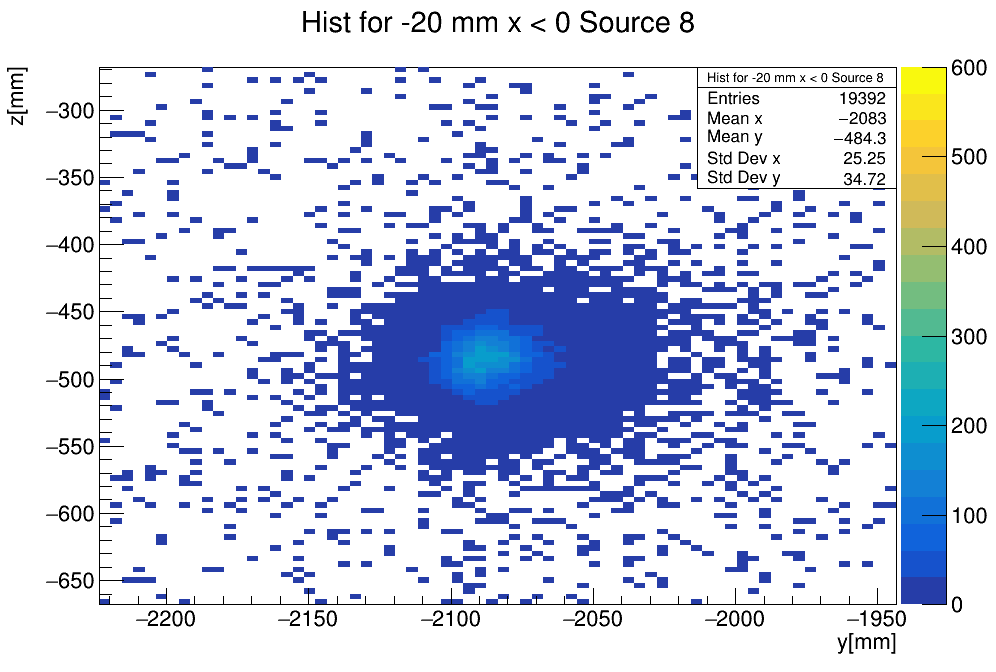 Hist for -20 mm x < 0 Source 8
z[mm]
Hist for -20 mm x < 0 Source 8
Entries 19392
Mean x −2083
Mean y −484.3
Std Dev x 25.25
Std Dev y 34.72
−300
−350
−400
−450
−500
−550
−600
−650
−2200 −2150 −2100 −2050 −2000 −1950
y[mm]
600
500
400
300
200
100
0